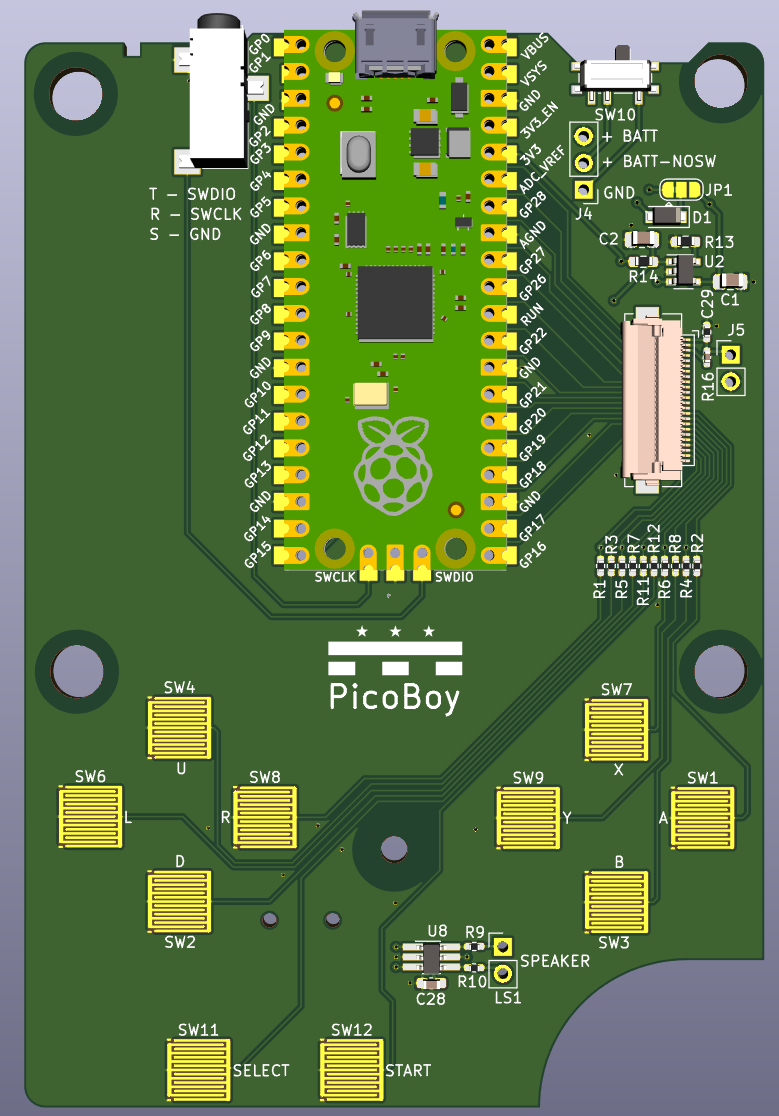 GP0
GP1
GND
GP2
GP3
GP4
GP5
GND
GP6
GP7
GP8
GP9
GND
GP10
GP11
GP12
GP13
GND
GP14
GP15
VBUS
VSYS
GND
3V3_EN
3V3
ADC_VREF
GP28
AGND
GP27
GP26
RUN
GP22
GND
GP21
GP20
GP19
GP18
GND
GP17
GP16
SWCLK
SWDIO
T - SWDIO
R - SWCLK
S - GND
SW10
+ BATT
+ BATT-NOSW
GND
J4
JP1
D1
C2
R13
U2
R14
C1
C29
J5
R16
R3
R7
R12
R8
R2
R1
R5
R11
R6
R4
PicoBoy
SW4
U
SW6
L
SW8
R
D
SW2
SW7
X
SW9
Y
SW1
A
B
SW3
U8
R9
SPEAKER
R10
C28
LS1
SW11
SELECT
SW12
START